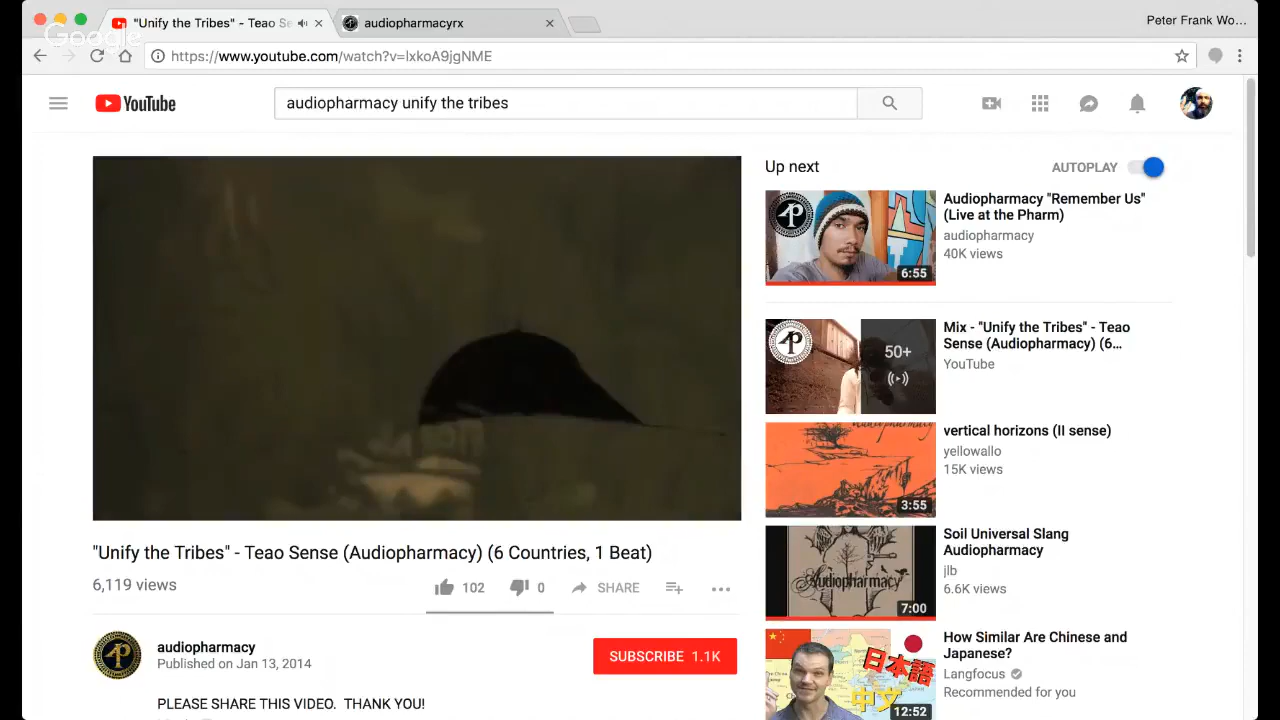 "Unify the Tribes" - Teao Se
audiopharmacyrx
Peter Frank Wo...
Google
https://www.youtube.com/watch?v=lxkoA9jgNME
YouTube
audiopharmacy unify the tribes
Up next
AUTOPLAY
Audiopharmacy "Remember Us"
(Live at the Pharm)
audiopharmacy
40K views
6:55
Mix - "Unify the Tribes" - Teao
Sense (Audiopharmacy) (6...
YouTube
50+
vertical horizons (II sense)
yellowallo
15K views
3:55
"Unify the Tribes" - Teao Sense (Audiopharmacy) (6 Countries, 1 Beat)
6,119 views
102
0
SHARE
Soil Universal Slang
Audiopharmacy
jlb
6.6K views
Audiopharmacy
7:00
audiopharmacy
Published on Jan 13, 2014
SUBSCRIBE 1.1K
How Similar Are Chinese and
Japanese?
Langfocus
Recommended for you
日本語
中文
12:52
PLEASE SHARE THIS VIDEO. THANK YOU!